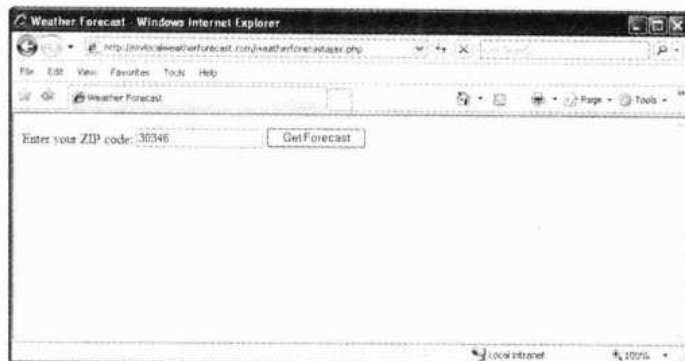 Weather Forecast - Windows Internet Explorer
File Edit View Favorites Tools Help
Weather Forecast
Page Tools
Enter your ZIP code: 30346 Get Forecast
Local intranet 100%